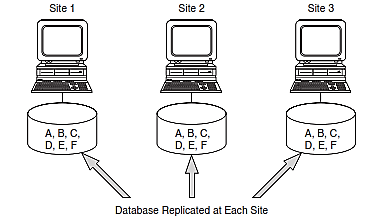 Site 1
Site 2
Site 3
A, B, C,
D, E, F
A, B, C,
D, E, F
A, B, C,
D, E, F
Database Replicated at Each Site